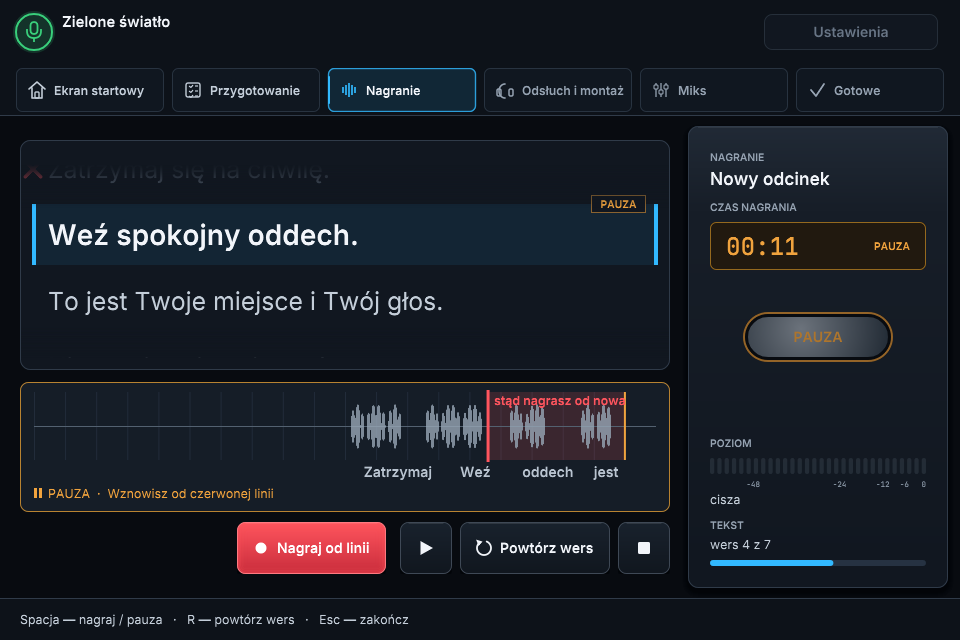 Zielone światło
Ustawienia
Ekran startowy
Przygotowanie
Nagranie
Odsłuch i montaż
Miks
Gotowe
Zatrzymaj się na chwilę.
PAUZA
Weź spokojny oddech.
To jest Twoje miejsce i Twój głos.
stąd nagrasz od nowa
Zatrzymaj Weź oddech jest
PAUZA · Wznowisz od czerwonej linii
Nagraj od linii
Powtórz wers
NAGRANIE
Nowy odcinek
CZAS NAGRANIA
00:11 PAUZA
PAUZA
POZIOM
-48 -24 -12 -6 0
cisza
TEKST
wers 4 z 7
Spacja — nagraj / pauza · R — powtórz wers · Esc — zakończ